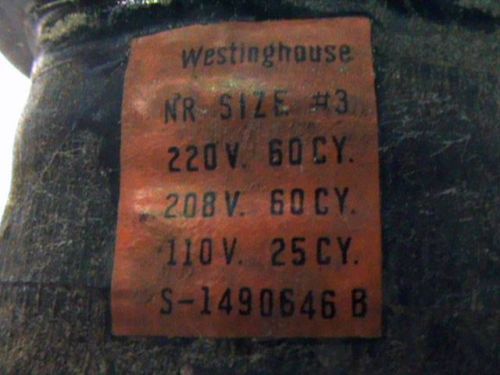 Westinghouse
NR SIZE #3
220V. 60CY.
208V. 60CY.
110V. 25CY.
S-1490646 B